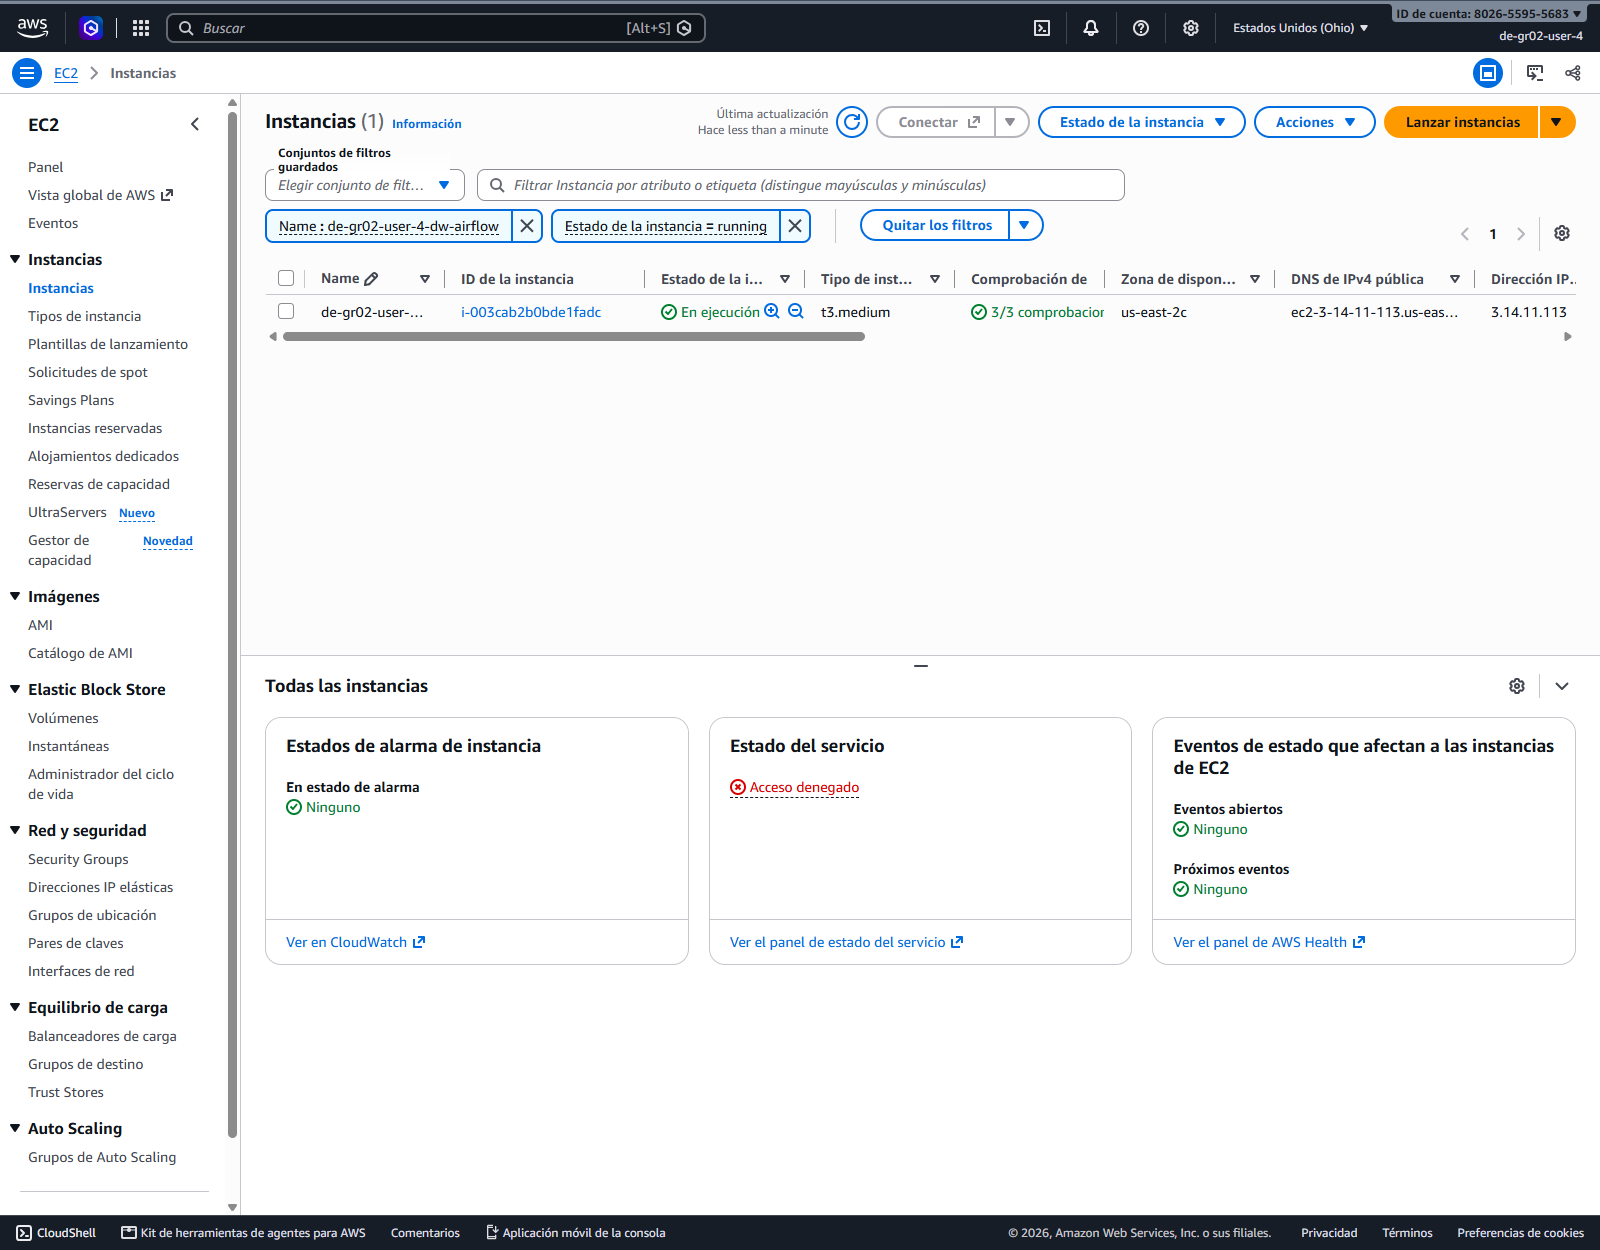 aws
Buscar
[Alt+S]
Estados Unidos (Ohio)
ID de cuenta: 8026-5595-5683
de-gr02-user-4
EC2
Instancias
EC2
Panel
Vista global de AWS
Eventos
Instancias
Instancias
Tipos de instancia
Plantillas de lanzamiento
Solicitudes de spot
Savings Plans
Instancias reservadas
Alojamientos dedicados
Reservas de capacidad
UltraServers Nuevo
Gestor de capacidad Novedad
Imágenes
AMI
Catálogo de AMI
Elastic Block Store
Volúmenes
Instantáneas
Administrador del ciclo
de vida
Red y seguridad
Security Groups
Direcciones IP elásticas
Grupos de ubicación
Pares de claves
Interfaces de red
Equilibrio de carga
Balanceadores de carga
Grupos de destino
Trust Stores
Auto Scaling
Grupos de Auto Scaling
Instancias (1) Información
Última actualización
Hace less than a minute
Conectar
Estado de la instancia
Acciones
Lanzar instancias
Conjuntos de filtros
guardados
Elegir conjunto de filt...
Filtrar Instancia por atributo o etiqueta (distingue mayúsculas y minúsculas)
Name : de-gr02-user-4-dw-airflow
Estado de la instancia = running
Quitar los filtros
1
Name ID de la instancia Estado de la i... Tipo de inst... Comprobación de Zona de dispon... DNS de IPv4 pública Dirección IP...
de-gr02-user-... i-003cab2b0bde1fadc En ejecución t3.medium 3/3 comprobacion us-east-2c ec2-3-14-11-113.us-eas... 3.14.11.113
Todas las instancias
Estados de alarma de instancia
En estado de alarma
Ninguno
Ver en CloudWatch
Estado del servicio
Acceso denegado
Ver el panel de estado del servicio
Eventos de estado que afectan a las instancias
de EC2
Eventos abiertos
Ninguno
Próximos eventos
Ninguno
Ver el panel de AWS Health
CloudShell
Kit de herramientas de agentes para AWS
Comentarios
Aplicación móvil de la consola
© 2026, Amazon Web Services, Inc. o sus filiales.
Privacidad
Términos
Preferencias de cookies